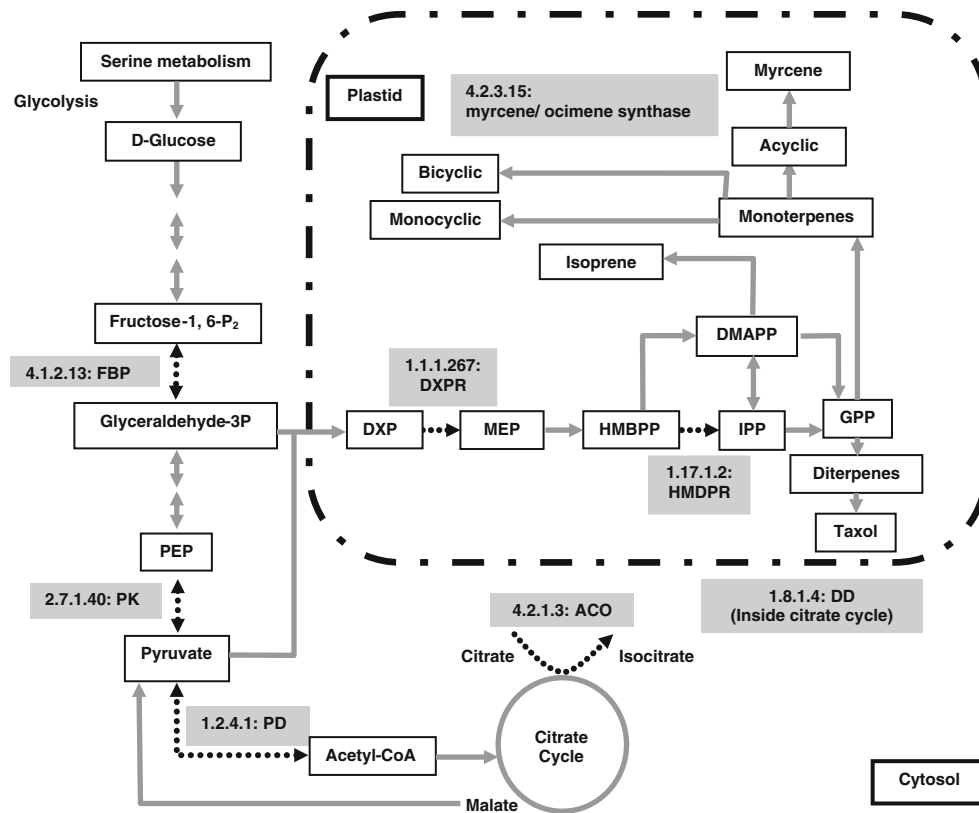 Serine metabolism
Glycolysis
D-Glucose
Fructose-1, 6-P₂
4.1.2.13: FBP
Glyceraldehyde-3P
PEP
2.7.1.40: PK
Pyruvate
1.2.4.1: PD
Acetyl-CoA
Malate
Plastid
4.2.3.15:
myrcene/ ocimene synthase
Myrcene
Acyclic
Bicyclic
Monocyclic
Monoterpenes
Isoprene
DMAPP
1.1.1.267:
DXPR
DXP
MEP
HMBPP
IPP
GPP
1.17.1.2:
HMDPR
Diterpenes
Taxol
4.2.1.3: ACO
1.8.1.4: DD
(Inside citrate cycle)
Citrate
Isocitrate
Citrate
Cycle
Cytosol